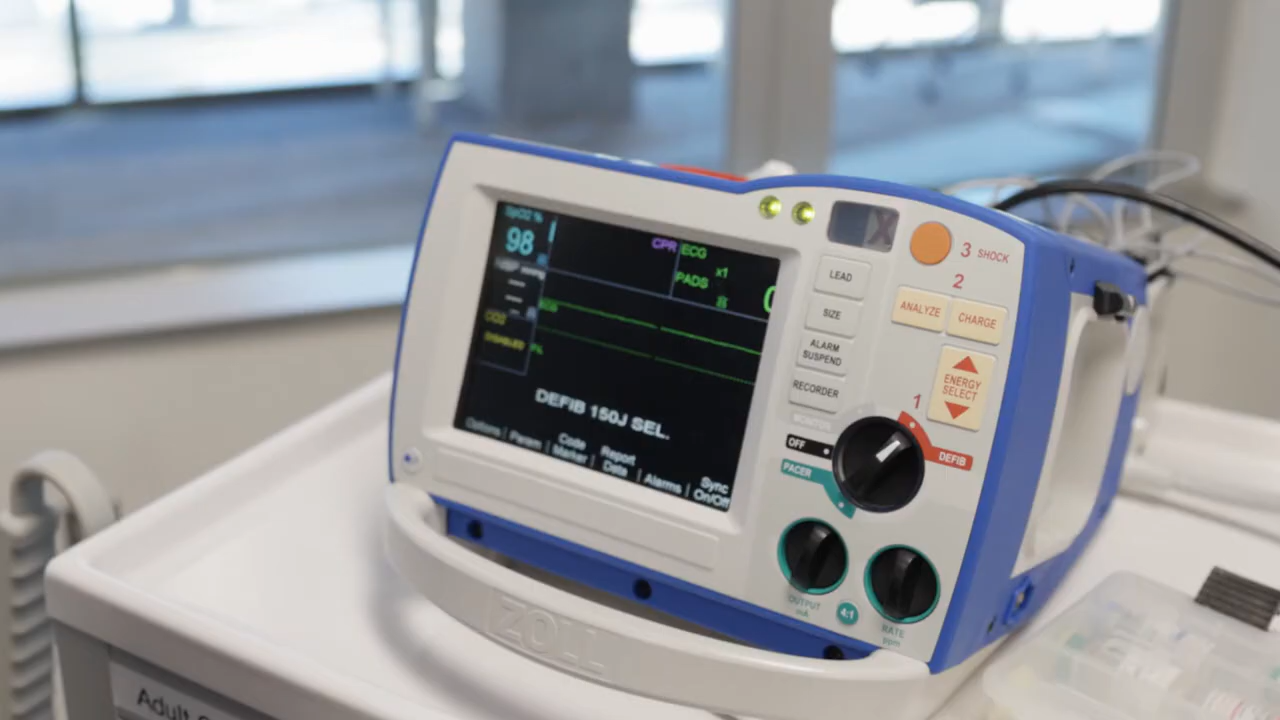 SpO2 %
98
CPR
ECG
x1
PADS
0
DEFIB 150J SEL.
Options
Param
Code
Marker
Report
Data
Alarms
Sync
On/Off
LEAD
SIZE
ALARM
SUSPEND
RECORDER
3 SHOCK
2
ANALYZE
CHARGE
ENERGY
SELECT
1
MONITOR
OFF
DEFIB
PACER
OUTPUT
mA
4:1
RATE
ppm
ZOLL
Adult